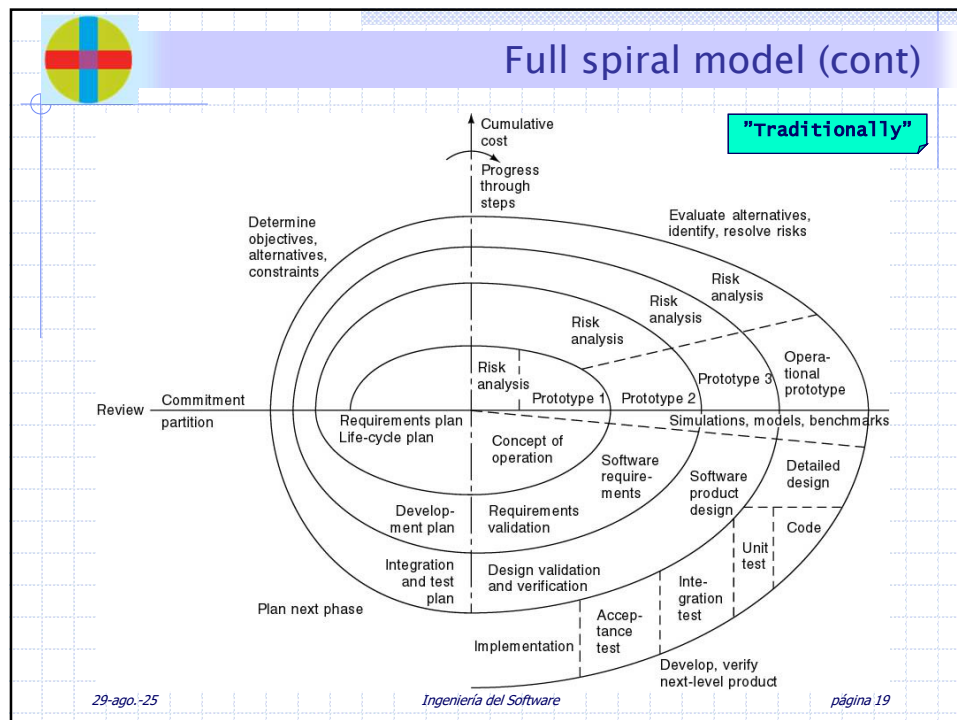 Full spiral model (cont)
"Traditionally"
Cumulative
cost
Progress
through
steps
Determine
objectives,
alternatives,
constraints
Evaluate alternatives,
identify, resolve risks
Risk
analysis
Risk
analysis
Risk
analysis
Risk
analysis
Opera-
tional
prototype
Prototype 1
Prototype 2
Prototype 3
Review
Commitment
partition
Requirements plan
Life-cycle plan
Simulations, models, benchmarks
Concept of
operation
Software
require-
ments
Software
product
design
Detailed
design
Develop-
ment plan
Requirements
validation
Code
Unit
test
Integration
and test
plan
Design validation
and verification
Inte-
gration
test
Plan next phase
Accep-
tance
test
Implementation
Develop, verify
next-level product
29-ago.-25
Ingeniería del Software
página 19